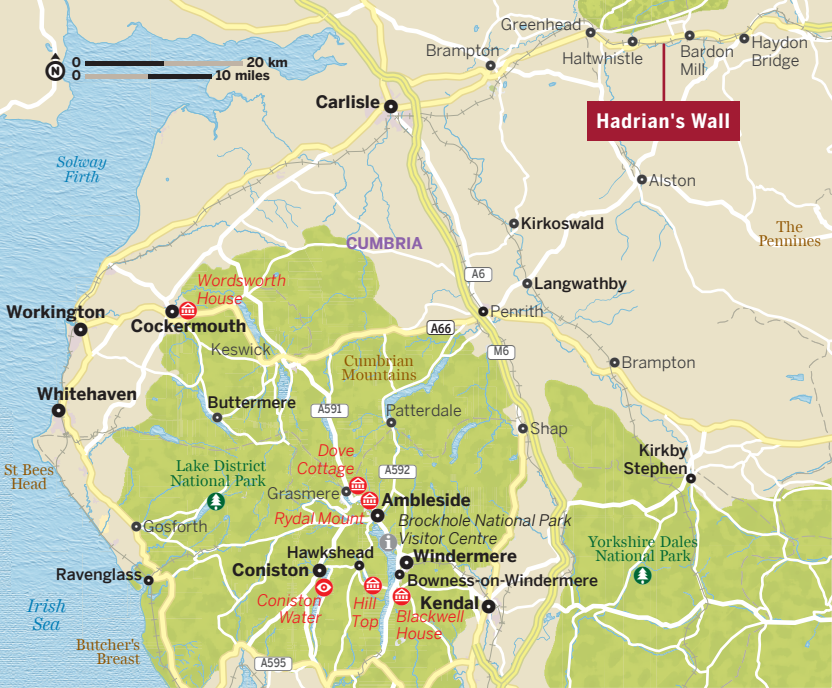 Greenhead
Brampton
Haltwhistle
Bardon
Mill
Haydon
Bridge
N
0 20 km
0 10 miles
Carlisle
Hadrian's Wall
Solway
Firth
Alston
Kirkoswald
The
Pennines
CUMBRIA
A6
Langwathby
Wordsworth
House
Workington
Cockermouth
Penrith
A66
Keswick
M6
Cumbrian
Mountains
Brampton
Whitehaven
Buttermere
A591
Patterdale
Shap
Dove
Cottage
Kirkby
Stephen
St Bees
Head
Lake District
National Park
A592
Grasmere
Ambleside
Rydal Mount
Gosforth
Brockhole National Park
Visitor Centre
i
Yorkshire Dales
National Park
Hawkshead
Windermere
Coniston
Ravenglass
Bowness-on-Windermere
Coniston
Water
Hill
Top
Kendal
Blackwell
House
Irish
Sea
Butcher's
Breast
A595